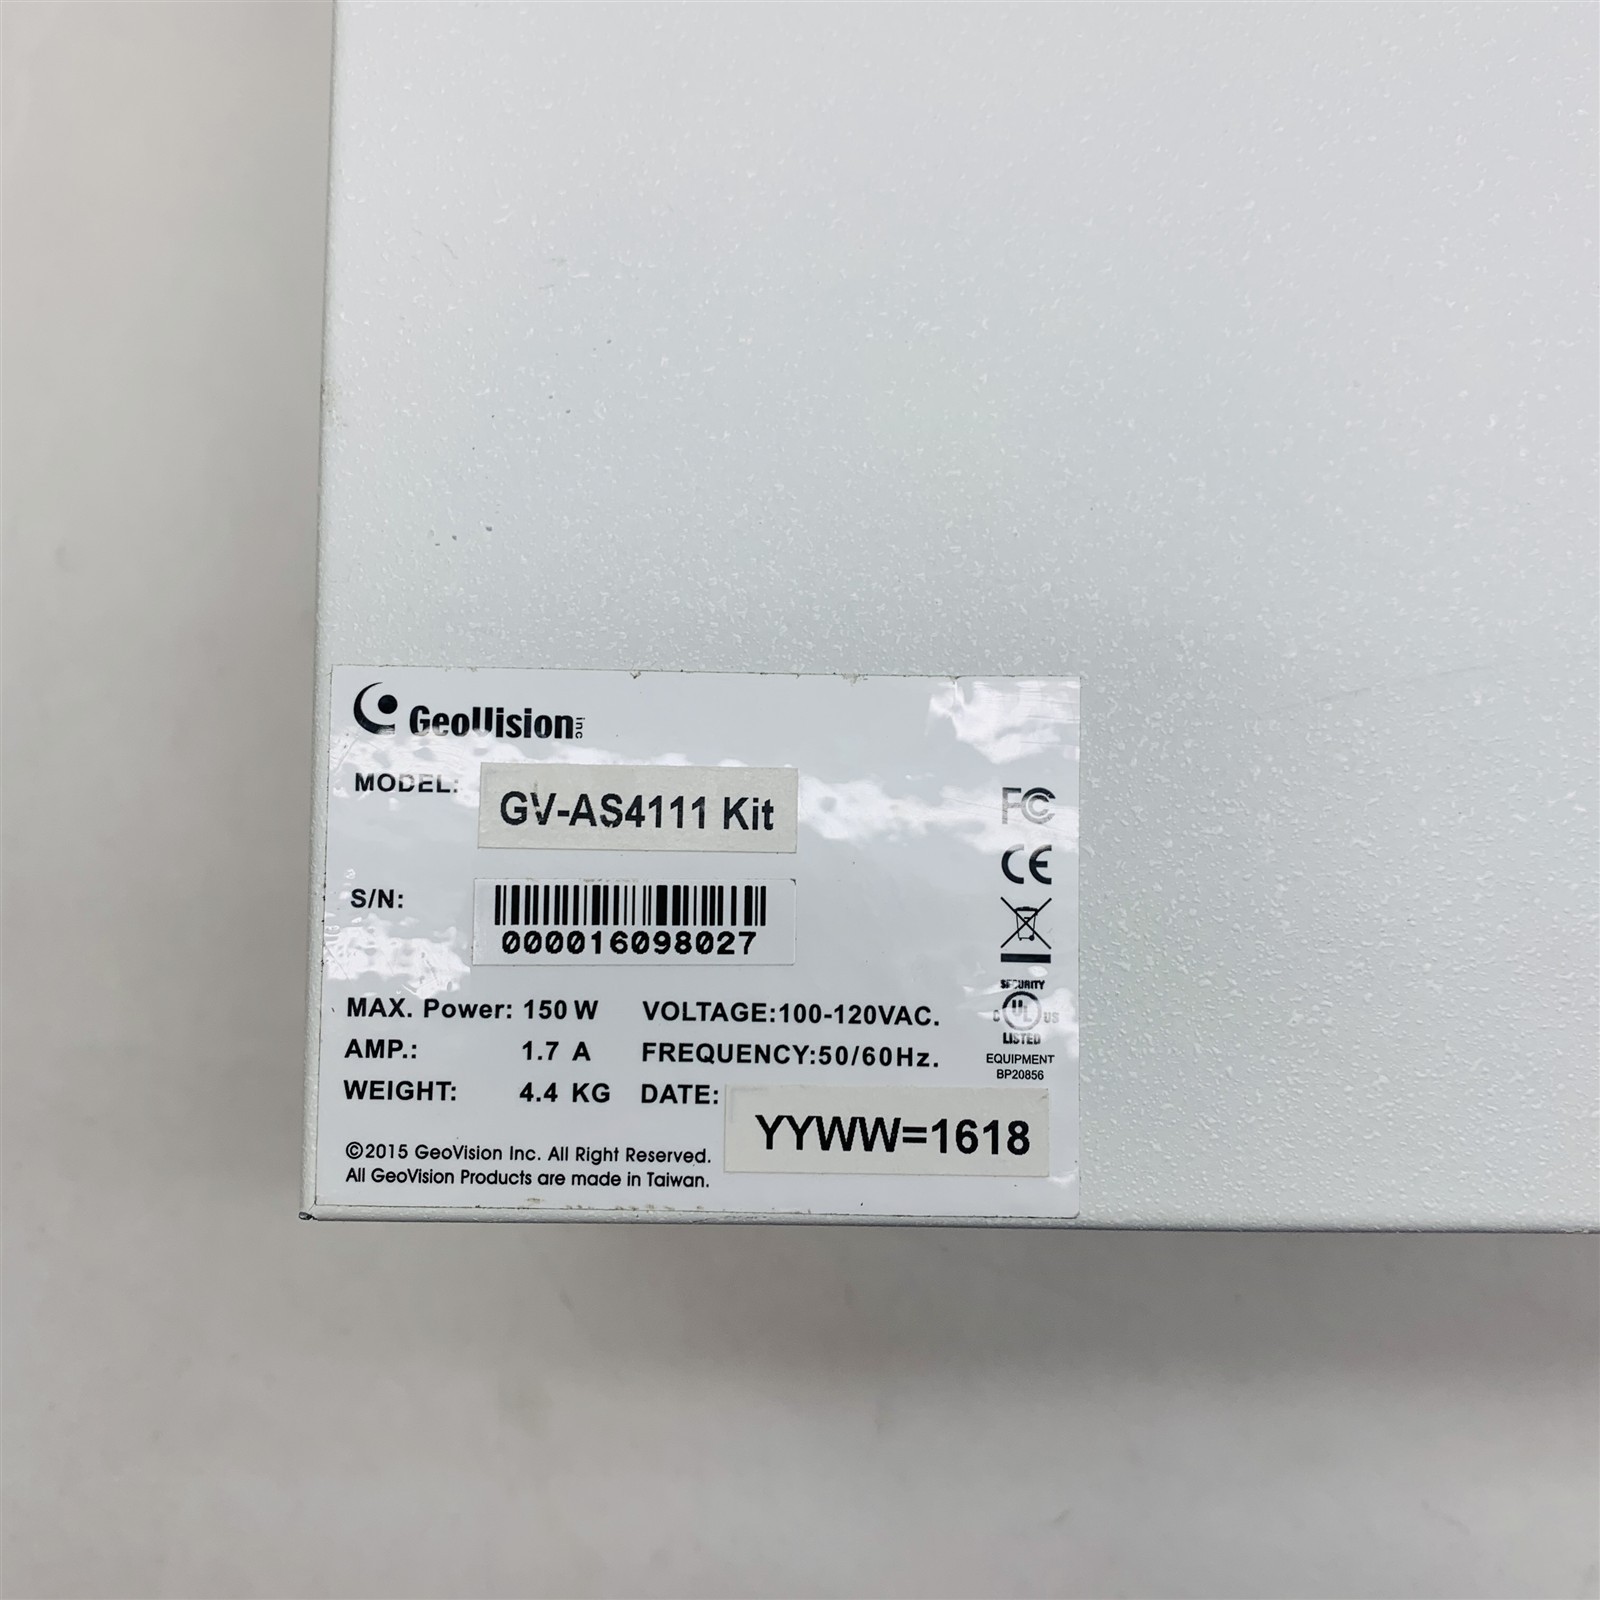 GeoVision inc
MODEL: GV-AS4111 Kit
S/N: 000016098027
MAX. Power: 150 W VOLTAGE:100-120VAC.
AMP.: 1.7 A FREQUENCY:50/60Hz.
WEIGHT: 4.4 KG DATE: YYWW=1618
©2015 GeoVision Inc. All Right Reserved.
All GeoVision Products are made in Taiwan.
FC
CE
SECURITY
C UL US
LISTED
EQUIPMENT
BP20856